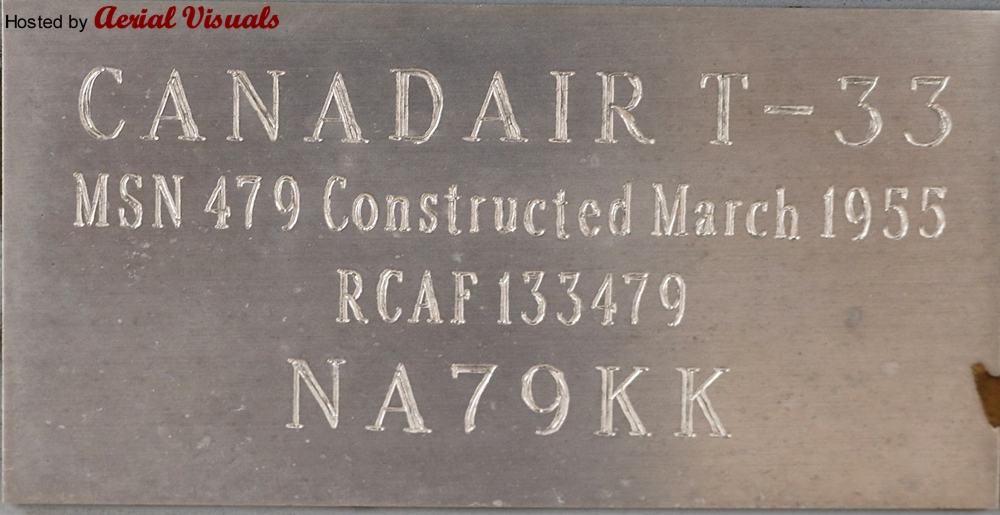 Hosted by Aerial Visuals
CANADAIR T-33
MSN 479 Constructed March 1955
RCAF 133479
NA79KK